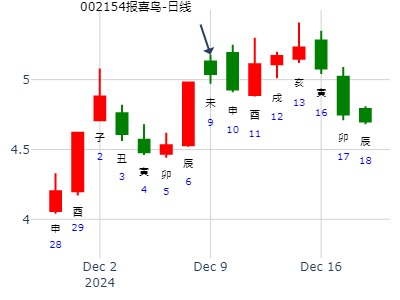 002154报喜鸟-日线
5
4.5
4
申
28
酉
29
子
2
丑
3
寅
4
卯
5
辰
6
未
9
申
10
酉
11
戌
12
亥
13
寅
16
卯
17
辰
18
Dec 2
2024
Dec 9
Dec 16